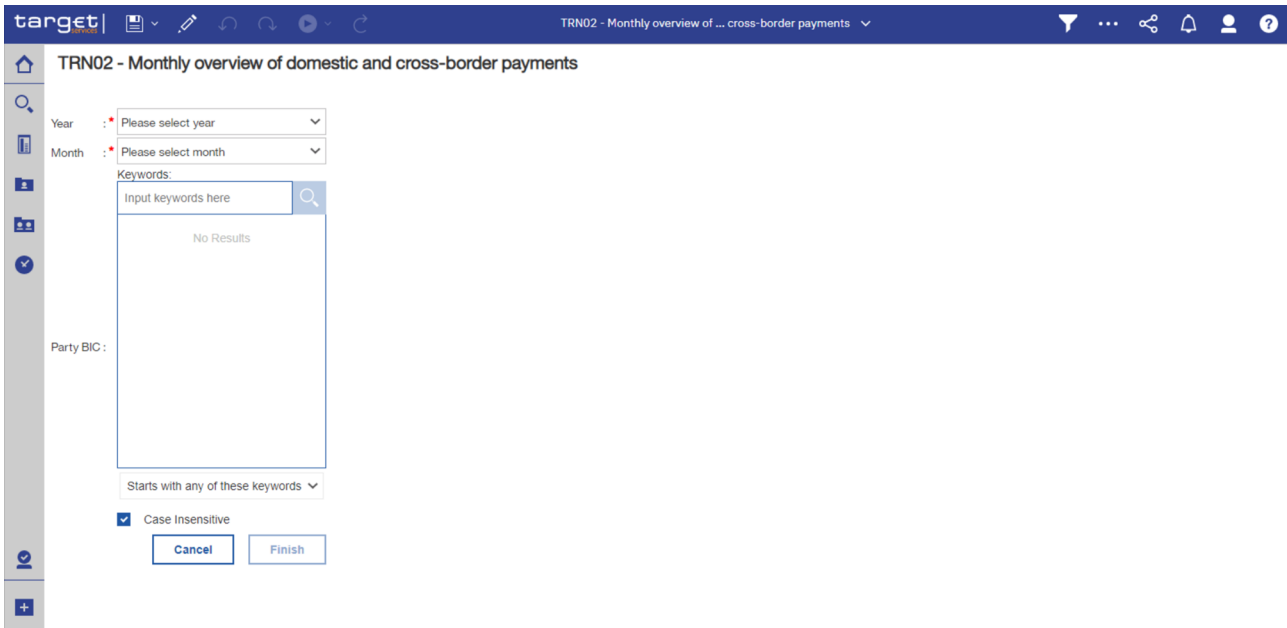 target|
services
TRN02 - Monthly overview of ... cross-border payments
TRN02 - Monthly overview of domestic and cross-border payments
Year :* Please select year
Month :* Please select month
Keywords:
Input keywords here
No Results
Party BIC :
Starts with any of these keywords
Case Insensitive
Cancel Finish